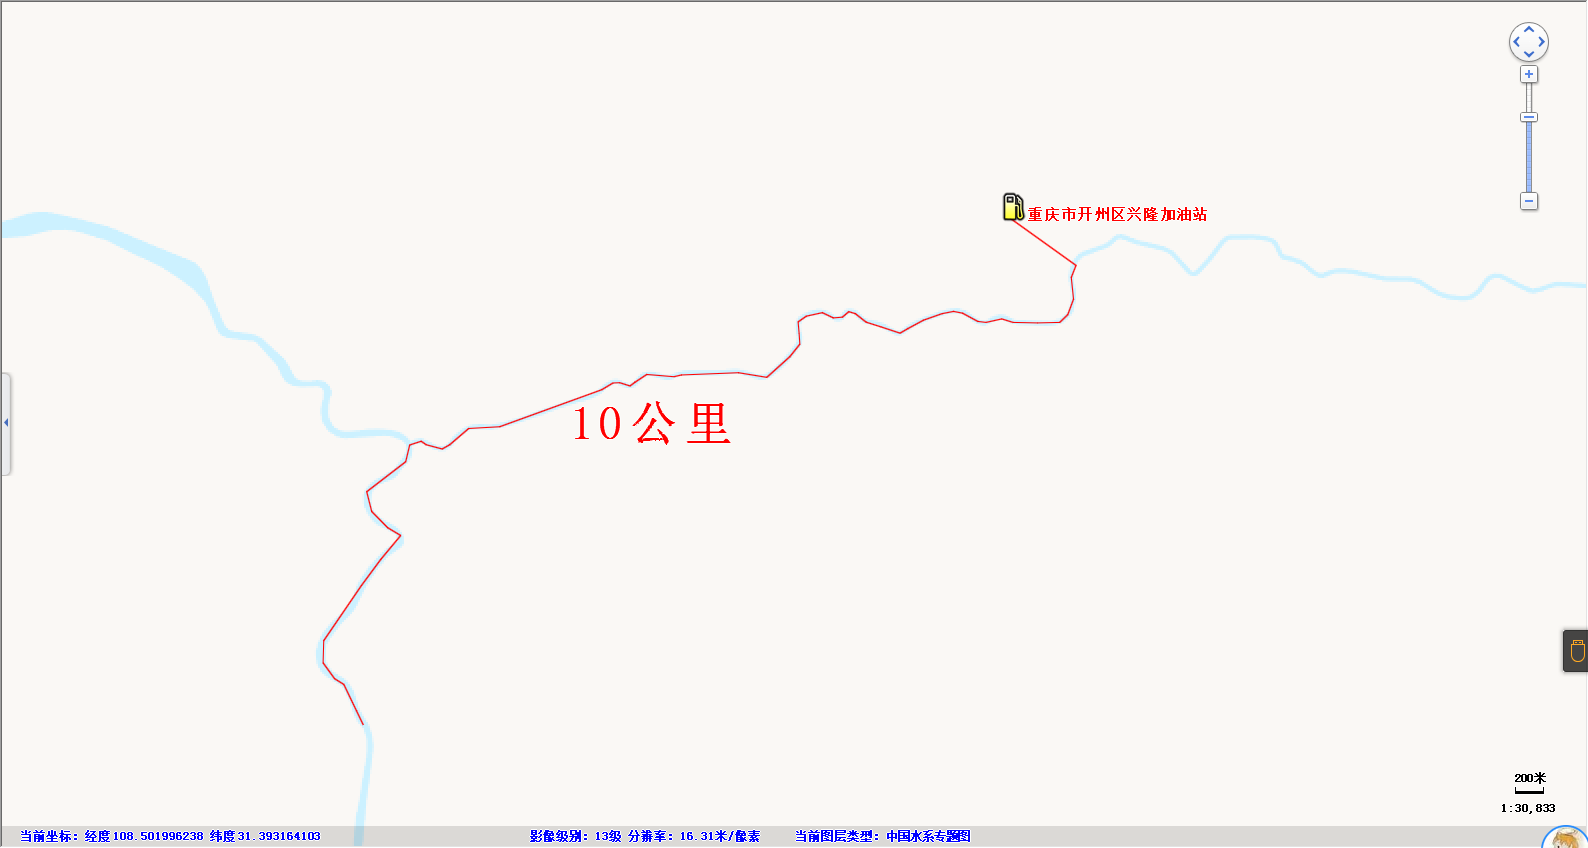 重庆市开州区兴隆加油站
10公里
200米
1:30,833
当前坐标：经度108.501996238 纬度31.393164103
影像级别：13级 分辨率：16.31米/像素
当前图层类型：中国水系专题图